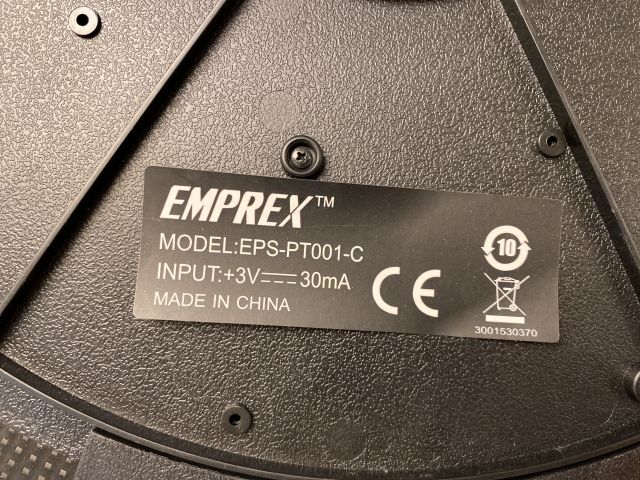 EMPREX™
MODEL:EPS-PT001-C
INPUT:+3V⎓30mA
MADE IN CHINA
CE
10
3001530370